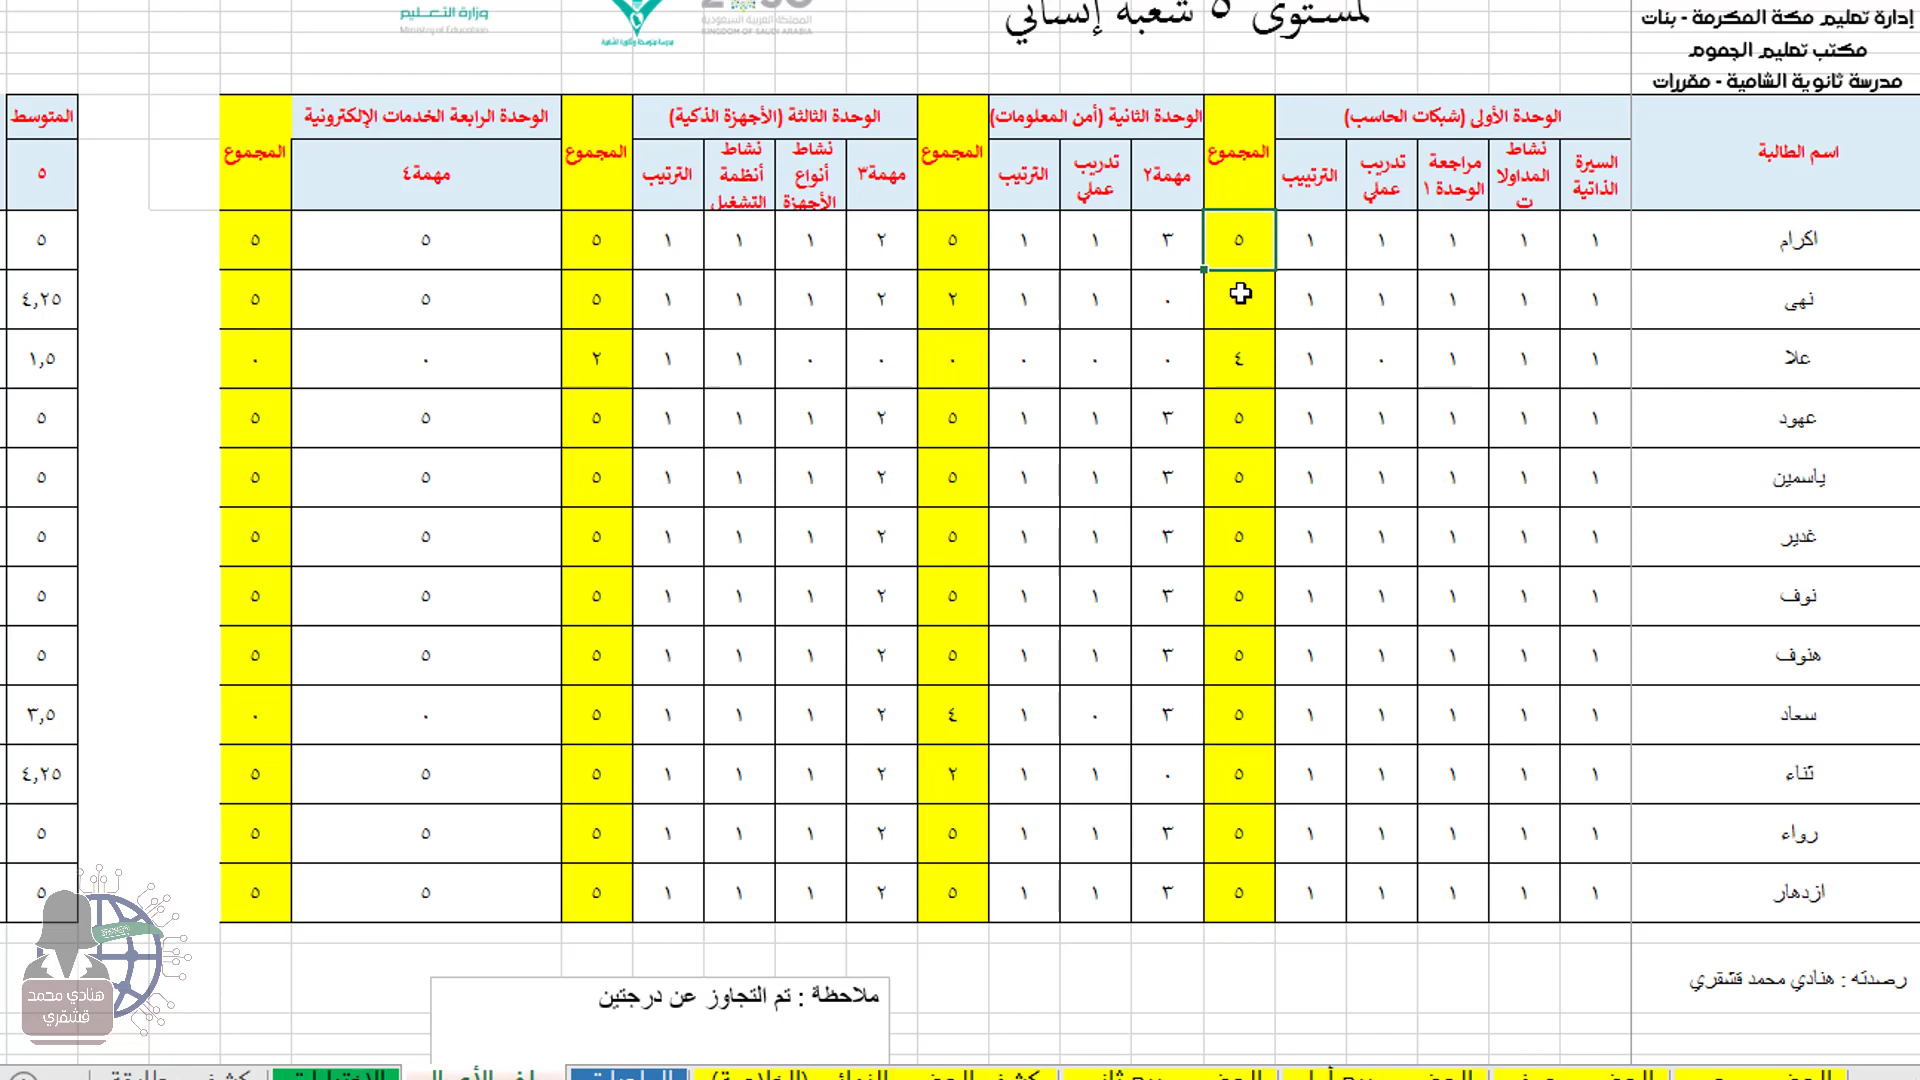 إدارة تعليم مكة المكرمة - بنات
مكتب تعليم الجموم
مدرسة ثانوية الشامية - مقررات
لمستوى ٥ شعبة إنساني
وزارة التعليم
Ministry of Education
المملكة العربية السعودية
KINGDOM OF SAUDI ARABIA
اسم الطالبة
الوحدة الأولى (شبكات الحاسب)
المجموع
الوحدة الثانية (أمن المعلومات)
المجموع
الوحدة الثالثة (الأجهزة الذكية)
المجموع
الوحدة الرابعة الخدمات الإلكترونية
المجموع
المتوسط
السيرة الذاتية
نشاط المداولات
مراجعة الوحدة ١
تدريب عملي
الترتيب
مهمة٢
تدريب عملي
الترتيب
مهمة٣
نشاط أنواع الأجهزة
نشاط أنظمة التشغيل
الترتيب
مهمة٤
٥
اكرام ١ ١ ١ ١ ١ ٥ ٣ ١ ١ ٥ ٢ ١ ١ ١ ٥ ٥ ٥ ٥
نهى ١ ١ ١ ١ ١ ٠ ١ ١ ٢ ٢ ١ ١ ١ ٥ ٥ ٥ ٤,٢٥
علا ١ ١ ١ ٠ ١ ٤ ٠ ٠ ٠ ٠ ٠ ٠ ١ ١ ٢ ٠ ٠ ١,٥
عهود ١ ١ ١ ١ ١ ٥ ٣ ١ ١ ٥ ٢ ١ ١ ١ ٥ ٥ ٥ ٥
ياسمين ١ ١ ١ ١ ١ ٥ ٣ ١ ١ ٥ ٢ ١ ١ ١ ٥ ٥ ٥ ٥
غدير ١ ١ ١ ١ ١ ٥ ٣ ١ ١ ٥ ٢ ١ ١ ١ ٥ ٥ ٥ ٥
نوف ١ ١ ١ ١ ١ ٥ ٣ ١ ١ ٥ ٢ ١ ١ ١ ٥ ٥ ٥ ٥
هنوف ١ ١ ١ ١ ١ ٥ ٣ ١ ١ ٥ ٢ ١ ١ ١ ٥ ٥ ٥ ٥
سعاد ١ ١ ١ ١ ١ ٥ ٣ ٠ ١ ٤ ٢ ١ ١ ١ ٥ ٠ ٠ ٣,٥
ثناء ١ ١ ١ ١ ١ ٥ ٠ ١ ١ ٢ ٢ ١ ١ ١ ٥ ٥ ٥ ٤,٢٥
رواء ١ ١ ١ ١ ١ ٥ ٣ ١ ١ ٥ ٢ ١ ١ ١ ٥ ٥ ٥ ٥
ازدهار ١ ١ ١ ١ ١ ٥ ٣ ١ ١ ٥ ٢ ١ ١ ١ ٥ ٥ ٥ ٥
رصدته : هنادي محمد قشقري
ملاحظة : تم التجاوز عن درجتين
هنادي محمد
قشقري